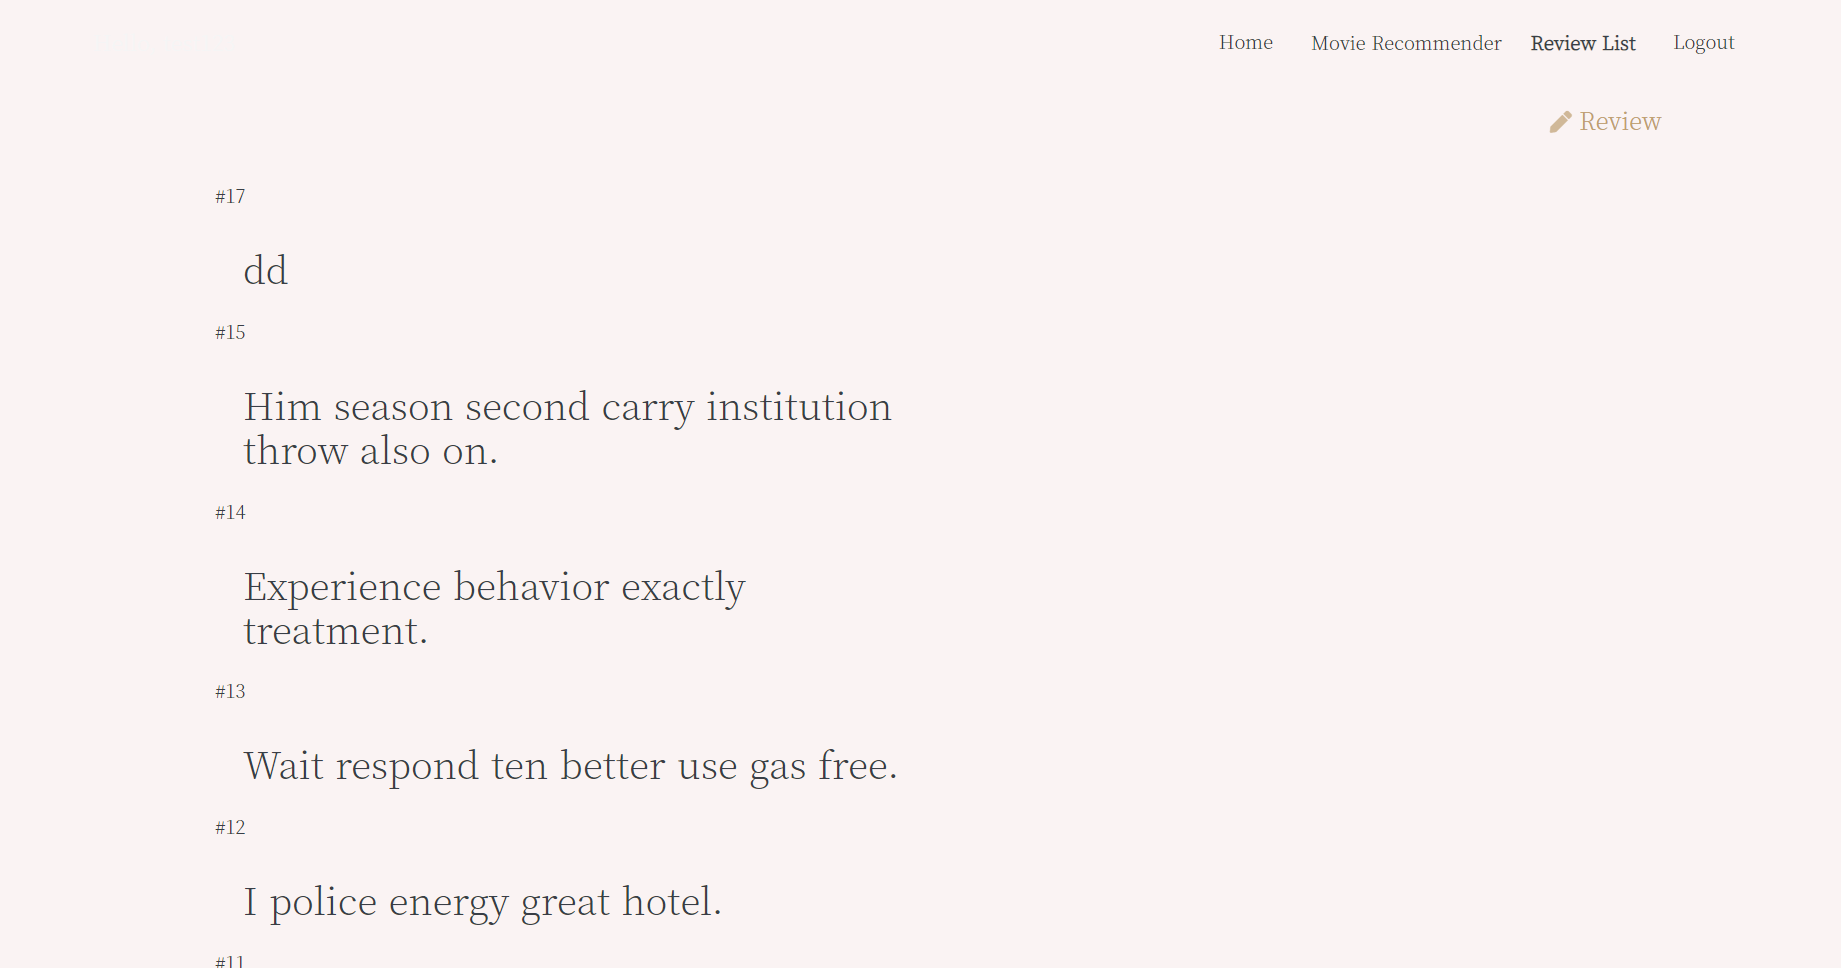 Home Movie Recommender Review List Logout
Review
#17
dd
#15
Him season second carry institution
throw also on.
#14
Experience behavior exactly
treatment.
#13
Wait respond ten better use gas free.
#12
I police energy great hotel.
#11